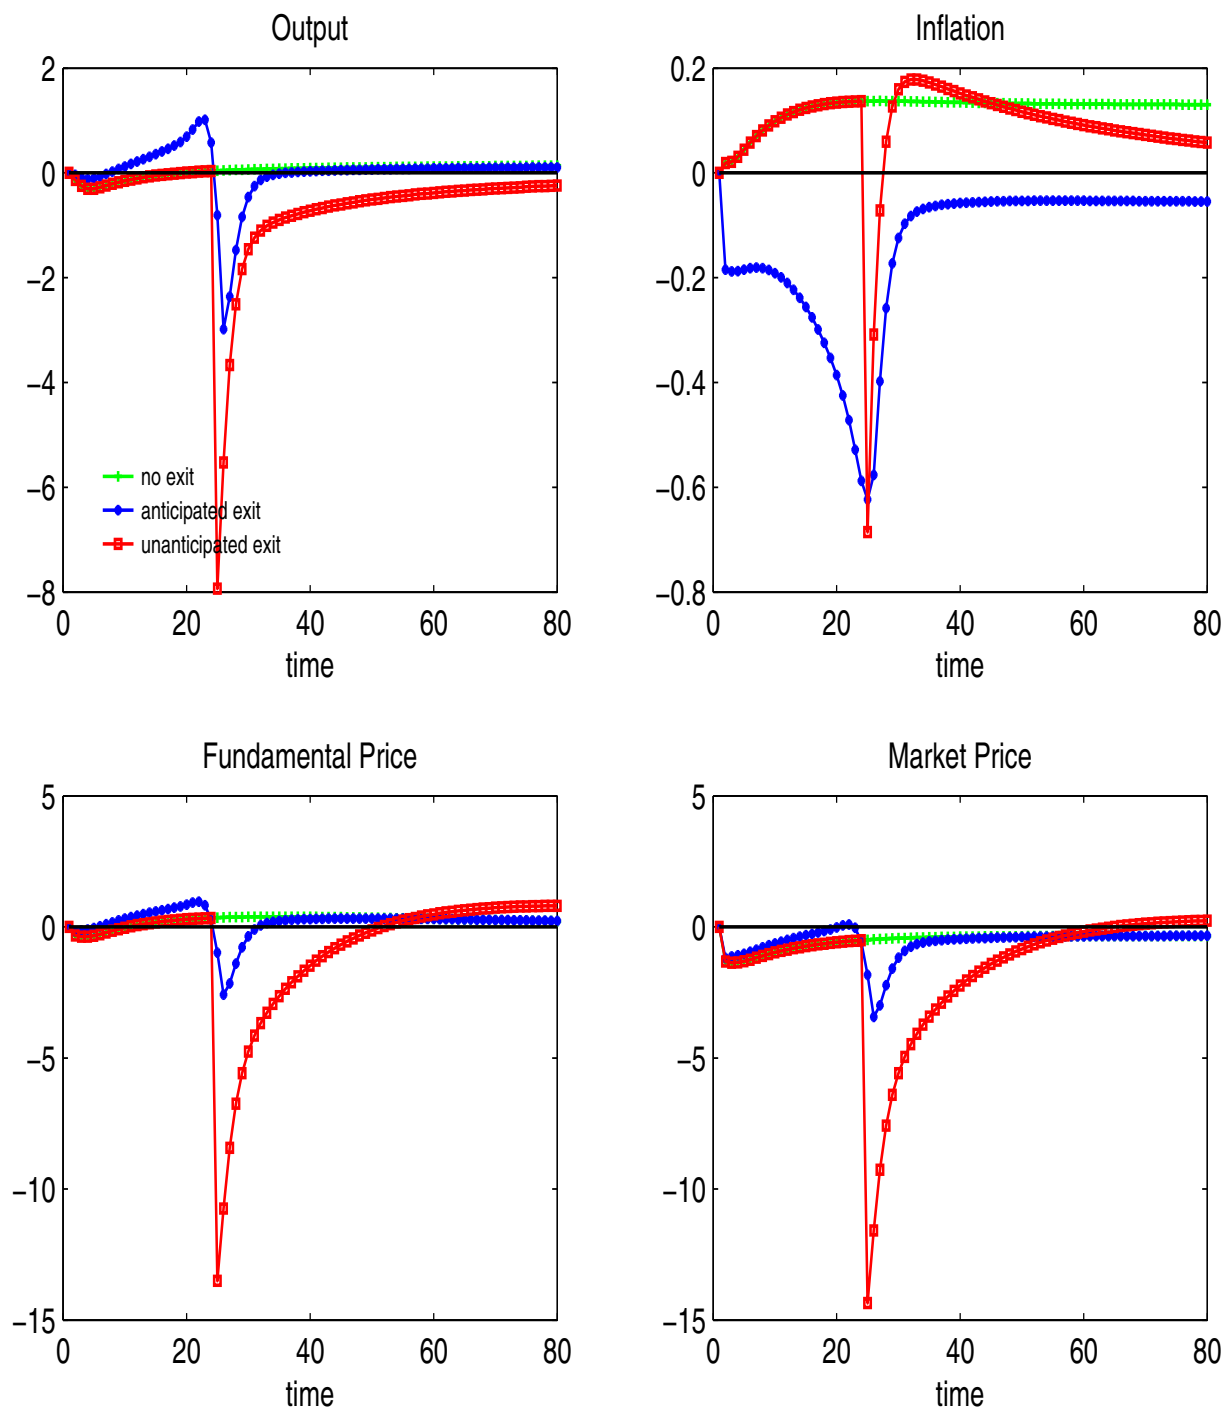 Output
2
0
−2
−4
−6
−8
no exit
anticipated exit
unanticipated exit
0 20 40 60 80
time
Inflation
0.2
0
−0.2
−0.4
−0.6
−0.8
0 20 40 60 80
time
Fundamental Price
5
0
−5
−10
−15
0 20 40 60 80
time
Market Price
5
0
−5
−10
−15
0 20 40 60 80
time